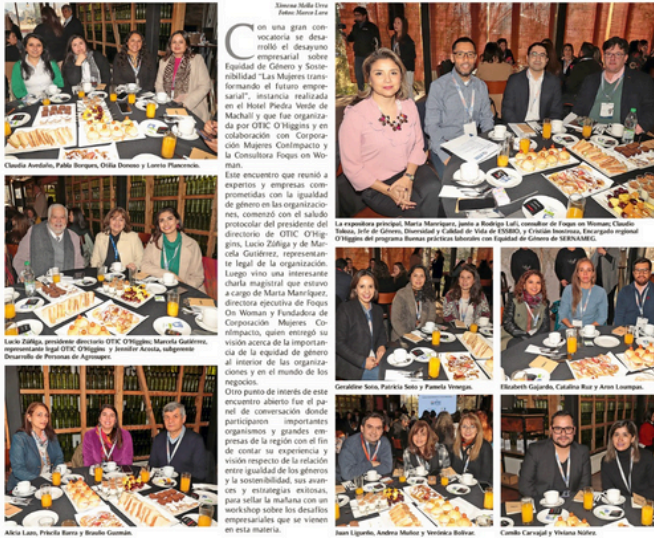 Ximena Mella Urra
Fotos: Marco Lara
Con una gran con-
vocatoria se desa-
rrolló el desayuno
empresarial sobre
Equidad de Género y Soste-
nibilidad "Las Mujeres trans-
formando el futuro empre-
sarial", instancia realizada
en el Hotel Piedra Verde de
Machalí y que fue organiza-
da por OTIC O'Higgins y en
colaboración con Corpora-
ción Mujeres ConImpacto y
la Consultora Foqus on Wo-
man.
Este encuentro que reunió a
expertos y empresas com-
prometidas con la igualdad
de género en las organizacio-
nes, comenzó con el saludo
protocolar del presidente del
directorio de OTIC O'Hig-
gins, Lucio Zúñiga y de Mar-
cela Gutiérrez, representan-
te legal de la organización.
Luego vino una interesante
charla magistral que estuvo
a cargo de Marta Manríquez,
directora ejecutiva de Foqus
On Woman y Fundadora de
Corporación Mujeres Co-
nImpacto, quien entregó su
visión acerca de la importan-
cia de la equidad de género
al interior de las organiza-
ciones y en el mundo de los
negocios.
Otro punto de interés de este
encuentro abierto fue el pa-
nel de conversación donde
participaron importantes
organismos y grandes em-
presas de la región con el fin
de contar su experiencia y
visión respecto de la relación
entre igualdad de los géneros
y la sostenibilidad, sus avan-
ces y estrategias exitosas,
para sellar la mañana con un
workshop sobre los desafíos
empresariales que se vienen
en esta materia.
Claudia Avedaño, Pabla Borques, Otilia Donoso y Loreto Plancencio.
Lucio Zúñiga, presidente directorio OTIC O'Higgins; Marcela Gutiérrez,
representante legal OTIC O'Higgins y Jennifer Acosta, subgerente
Desarrollo de Personas de Agrosuper.
Alicia Lazo, Priscila Barra y Braulio Guzmán.
La expositora principal, Marta Manríquez, junto a Rodrigo Lafi, consultor de Foqus on Woman; Claudio
Toloza, Jefe de Género, Diversidad y Calidad de Vida de ESSBIO, y Cristián Inostroza, Encargado regional
O'Higgins del programa Buenas prácticas laborales con Equidad de Género de SERNAMEG.
Geraldine Soto, Patricia Soto y Pamela Venegas.
Elizabeth Gajardo, Catalina Ruz y Aron Loumpas.
Juan Ligueño, Andrea Muñoz y Verónica Bolívar.
Camilo Carvajal y Viviana Núñez.